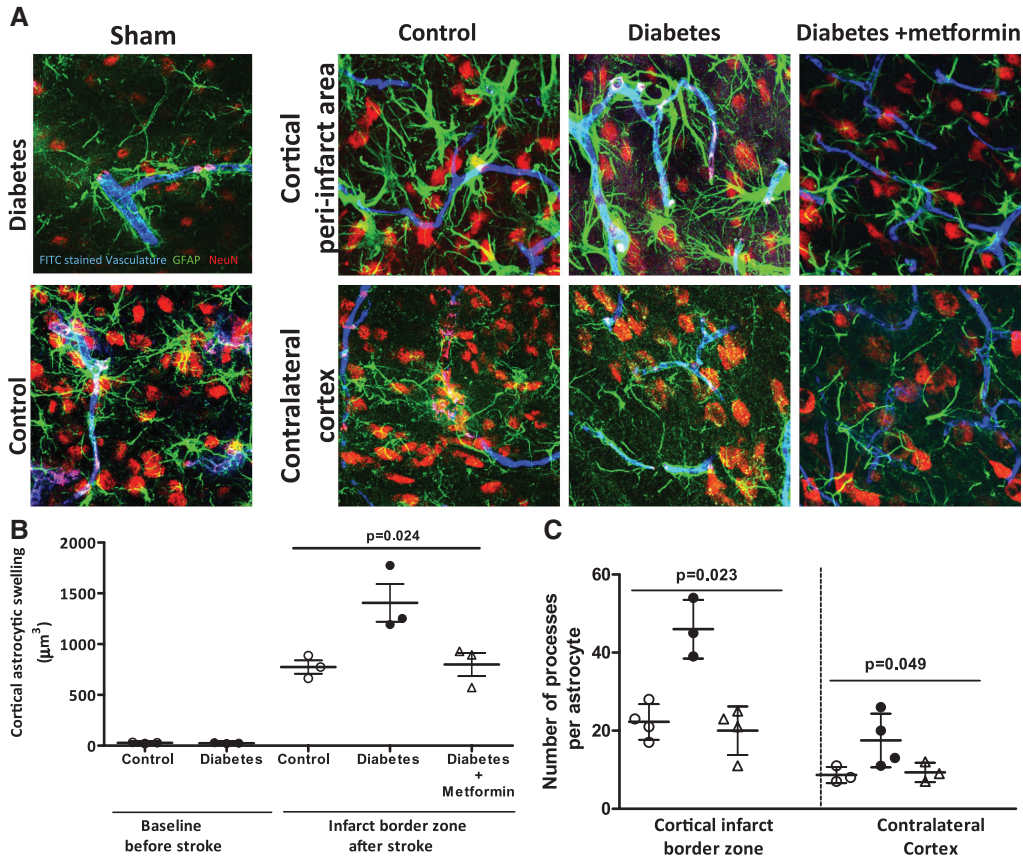 A
Sham
Control
Diabetes
Diabetes +metformin
Diabetes
FITC stained Vasculature GFAP NeuN
Cortical
peri-infarct area
Control
Contralateral
cortex
B
p=0.024
Cortical astrocytic swelling
(µm³)
2000
1500
1000
500
0
Control
Diabetes
Control
Diabetes
Diabetes
+
Metformin
Baseline
before stroke
Infarct border zone
after stroke
C
p=0.023
p=0.049
Number of processes
per astrocyte
60
40
20
0
Cortical infarct
border zone
Contralateral
Cortex